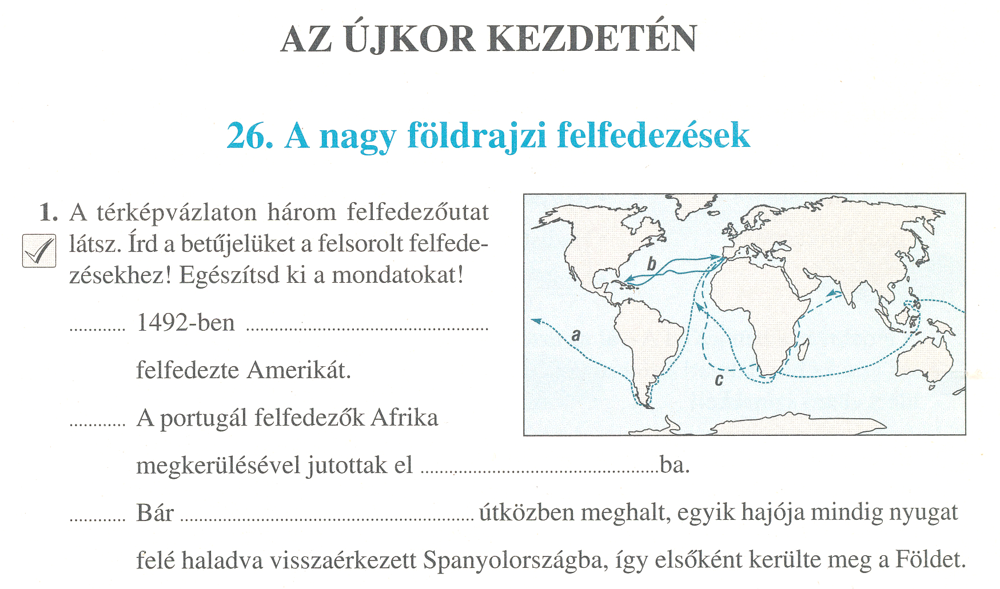 AZ ÚJKOR KEZDETÉN
26. A nagy földrajzi felfedezések
1. A térképvázlaton három felfedezőutat
látsz. Írd a betűjelüket a felsorolt felfede-
zésekhez! Egészítsd ki a mondatokat!
........... 1492-ben ...........................................
felfedezte Amerikát.
........... A portugál felfedezők Afrika
megkerülésével jutottak el ..........................................ba.
........... Bár .................................................... útközben meghalt, egyik hajója mindig nyugat
felé haladva visszaérkezett Spanyolországba, így elsőként kerülte meg a Földet.
b
a
c